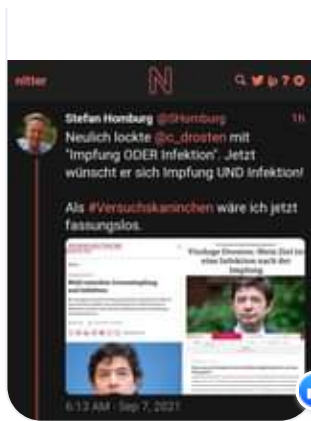 nitter
Stefan Homburg @SHomburg 1h
Neulich lockte @c_drosten mit
"Impfung ODER Infektion". Jetzt
wünscht er sich Impfung UND Infektion!
Als #Versuchskaninchen wäre ich jetzt
fassungslos.
Virologe Drosten: Mein Ziel ist
eine Infektion nach der
Impfung
6:13 AM · Sep 7, 2021